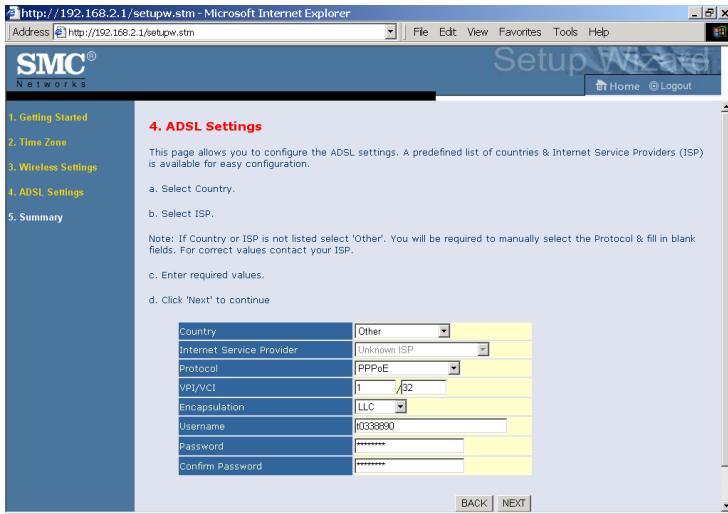 http://192.168.2.1/setupw.stm - Microsoft Internet Explorer
Address http://192.168.2.1/setupw.stm File Edit View Favorites Tools Help
SMC®
Networks
Setup Wizard
Home Logout
1. Getting Started
2. Time Zone
3. Wireless Settings
4. ADSL Settings
5. Summary
4. ADSL Settings
This page allows you to configure the ADSL settings. A predefined list of countries & Internet Service Providers (ISP)
is available for easy configuration.
a. Select Country.
b. Select ISP.
Note: If Country or ISP is not listed select 'Other'. You will be required to manually select the Protocol & fill in blank
fields. For correct values contact your ISP.
c. Enter required values.
d. Click 'Next' to continue
Country Other
Internet Service Provider Unknown ISP
Protocol PPPoE
VPI/VCI 1 /32
Encapsulation LLC
Username t0338890
Password ********
Confirm Password ********
BACK NEXT